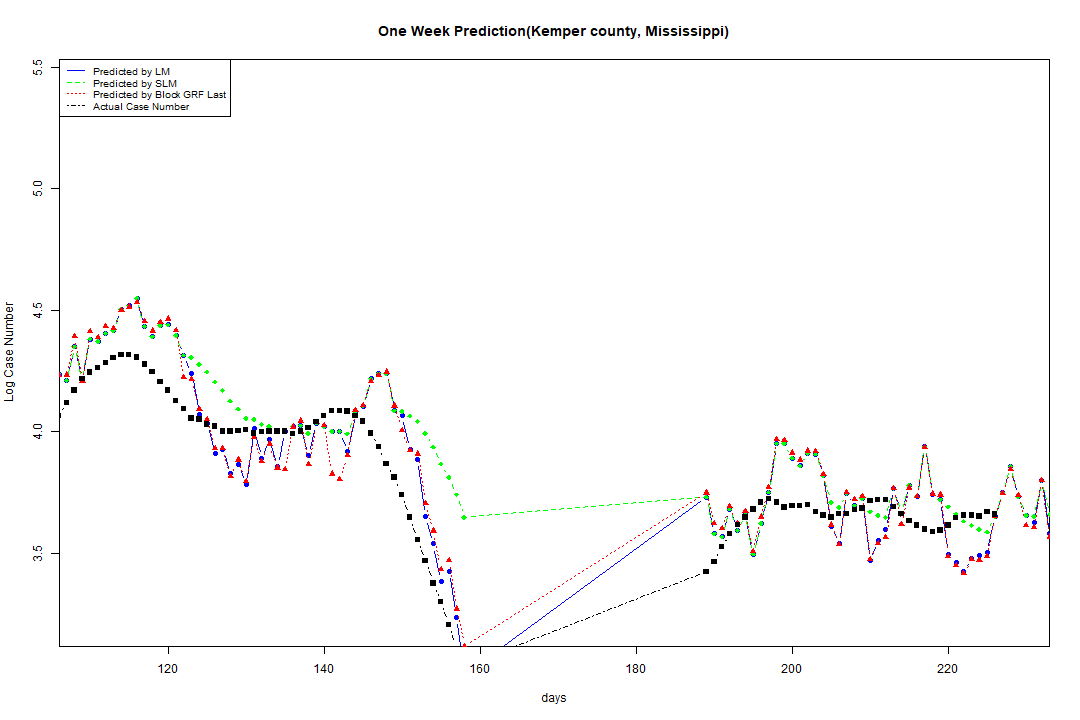 One Week Prediction(Kemper county, Mississippi)
Predicted by LM
Predicted by SLM
Predicted by Block GRF Last
Actual Case Number
Log Case Number
5.5
5.0
4.5
4.0
3.5
120 140 160 180 200 220
days